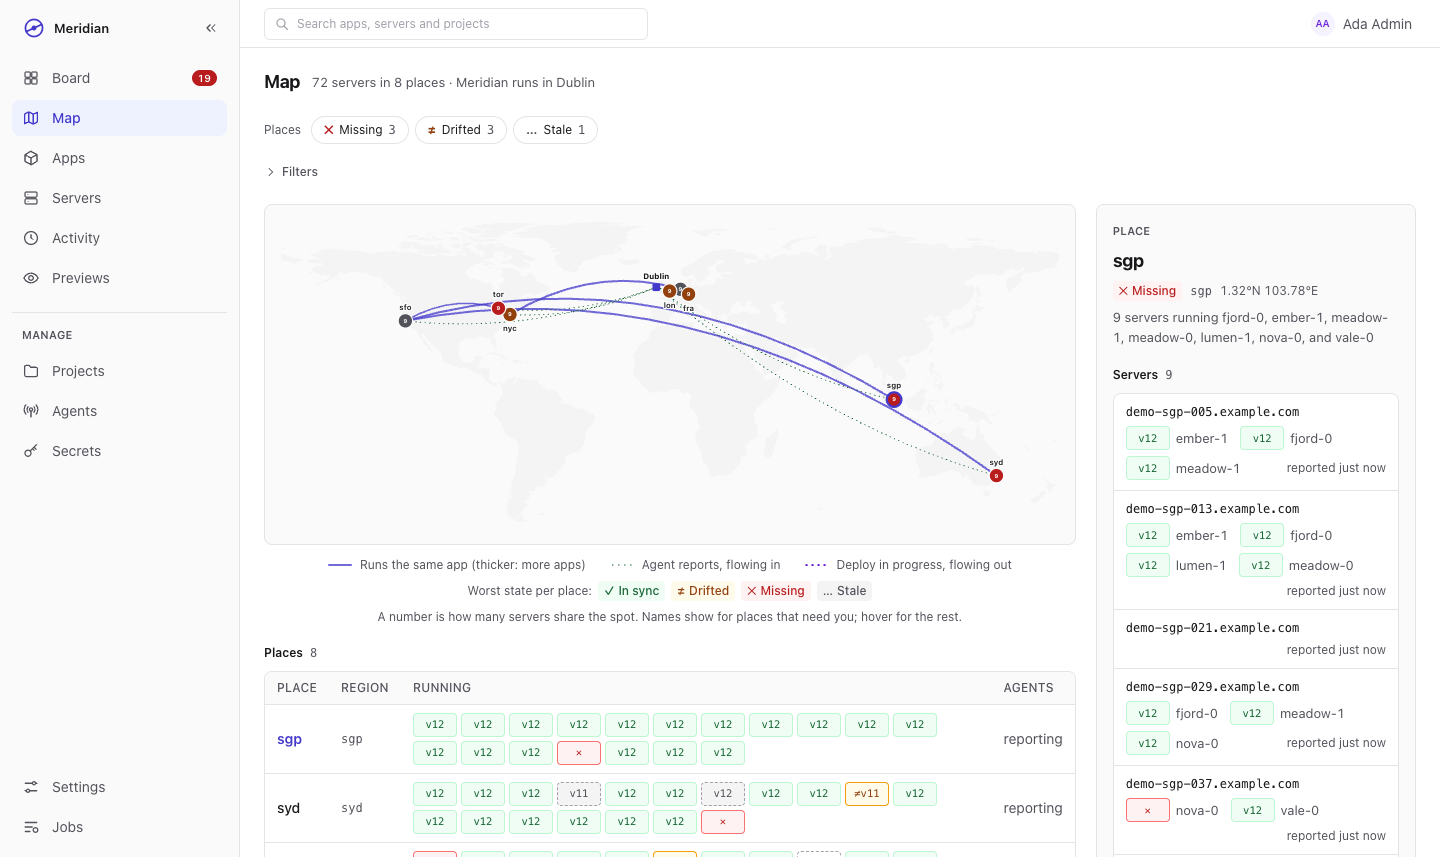 Meridian
Board 19
Map
Apps
Servers
Activity
Previews
MANAGE
Projects
Agents
Secrets
Settings
Jobs
Search apps, servers and projects
AA Ada Admin
Map 72 servers in 8 places · Meridian runs in Dublin
Places × Missing 3 ≠ Drifted 3 ... Stale 1
Filters
Dublin
tor
sfo
nyc
lon
fra
sgp
syd
9
9
9
9
9
9
9
Runs the same app (thicker: more apps) Agent reports, flowing in Deploy in progress, flowing out
Worst state per place: ✓ In sync ≠ Drifted × Missing ... Stale
A number is how many servers share the spot. Names show for places that need you; hover for the rest.
Places 8
PLACE REGION RUNNING AGENTS
sgp sgp v12 v12 v12 v12 v12 v12 v12 v12 v12 v12 v12 reporting
v12 v12 v12 × v12 v12 v12
syd syd v12 v12 v12 v11 v12 v12 v12 v12 v12 ≠v11 v12 reporting
v12 v12 v12 v12 v12 v12 ×
PLACE
sgp
× Missing sgp 1.32°N 103.78°E
9 servers running fjord-0, ember-1, meadow-
1, meadow-0, lumen-1, nova-0, and vale-0
Servers 9
demo-sgp-005.example.com
v12 ember-1 v12 fjord-0
v12 meadow-1 reported just now
demo-sgp-013.example.com
v12 ember-1 v12 fjord-0
v12 lumen-1 v12 meadow-0
reported just now
demo-sgp-021.example.com
reported just now
demo-sgp-029.example.com
v12 fjord-0 v12 meadow-1
v12 nova-0 reported just now
demo-sgp-037.example.com
× nova-0 v12 vale-0
reported just now